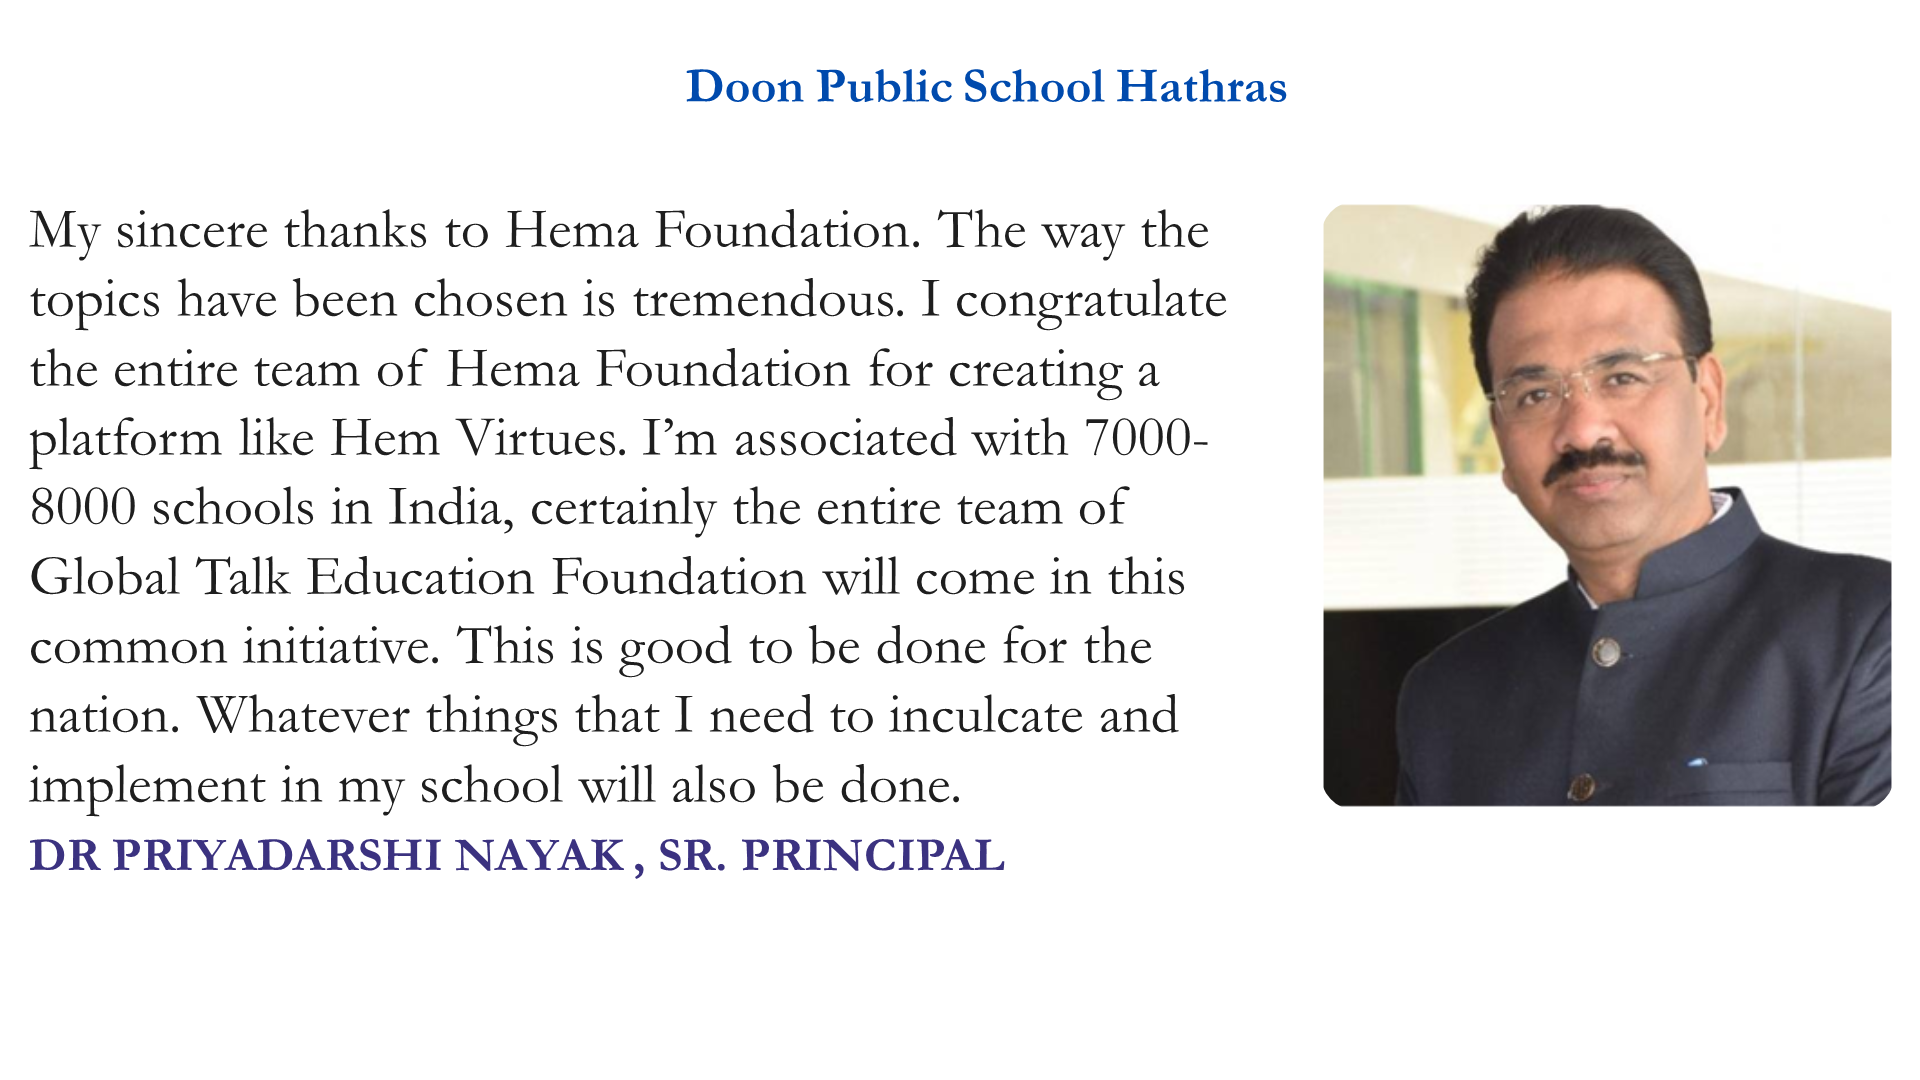 Doon Public School Hathras
My sincere thanks to Hema Foundation. The way the
topics have been chosen is tremendous. I congratulate
the entire team of Hema Foundation for creating a
platform like Hem Virtues. I’m associated with 7000-
8000 schools in India, certainly the entire team of
Global Talk Education Foundation will come in this
common initiative. This is good to be done for the
nation. Whatever things that I need to inculcate and
implement in my school will also be done.
DR PRIYADARSHI NAYAK , SR. PRINCIPAL